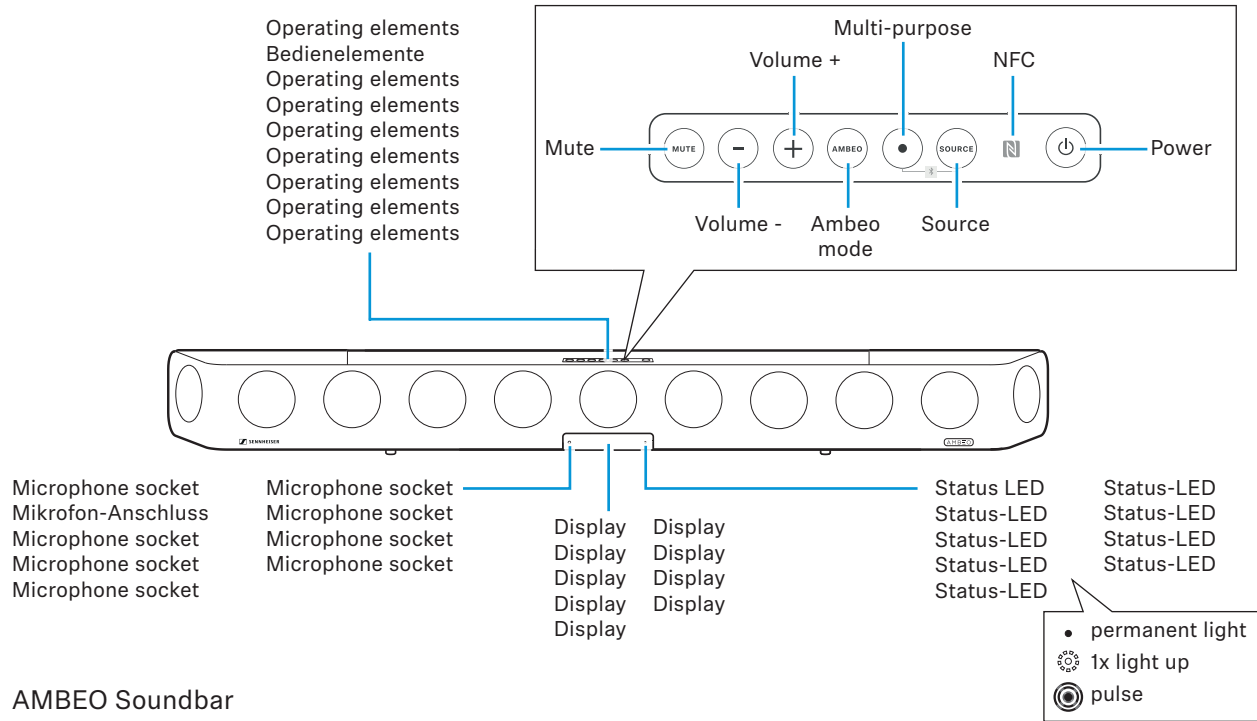 Operating elements
Bedienelemente
Operating elements
Operating elements
Operating elements
Operating elements
Operating elements
Operating elements
Operating elements
Multi-purpose
Volume +
NFC
Mute
MUTE
AMBEO
SOURCE
Power
Volume -
Ambeo
mode
Source
SENNHEISER
AMBEO
Microphone socket
Mikrofon-Anschluss
Microphone socket
Microphone socket
Microphone socket
Microphone socket
Microphone socket
Microphone socket
Microphone socket
Display
Display
Display
Display
Display
Display
Display
Display
Display
Status LED
Status-LED
Status-LED
Status-LED
Status-LED
Status-LED
Status-LED
Status-LED
Status-LED
permanent light
1x light up
pulse
AMBEO Soundbar